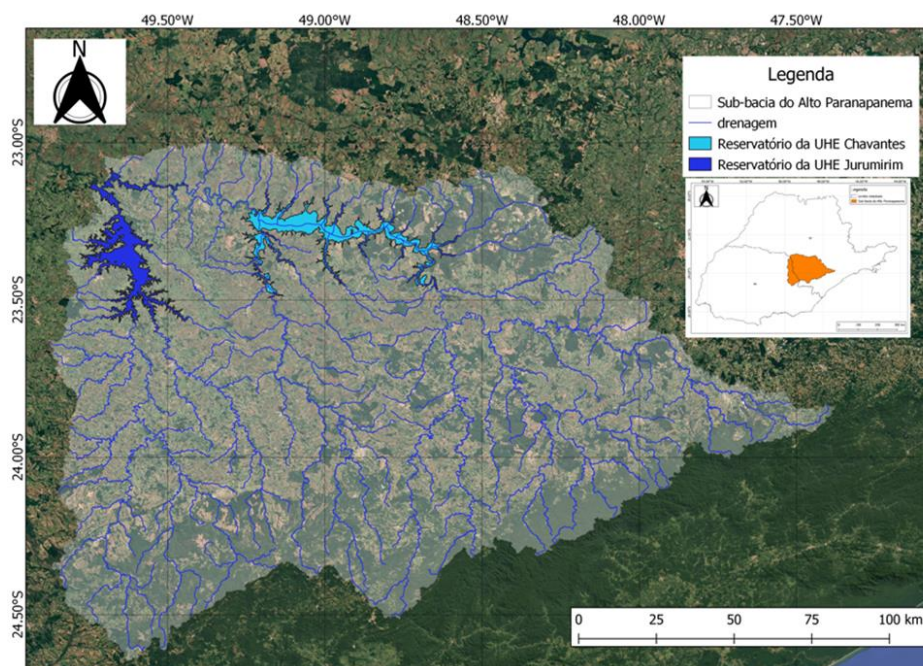 49.50°W 49.00°W 48.50°W 48.00°W 47.50°W
N
Legenda
Sub-bacia do Alto Paranapanema
drenagem
Reservatório da UHE Chavantes
Reservatório da UHE Jurumirim
23.00°S
23.50°S
24.00°S
24.50°S
0 25 50 75 100 km